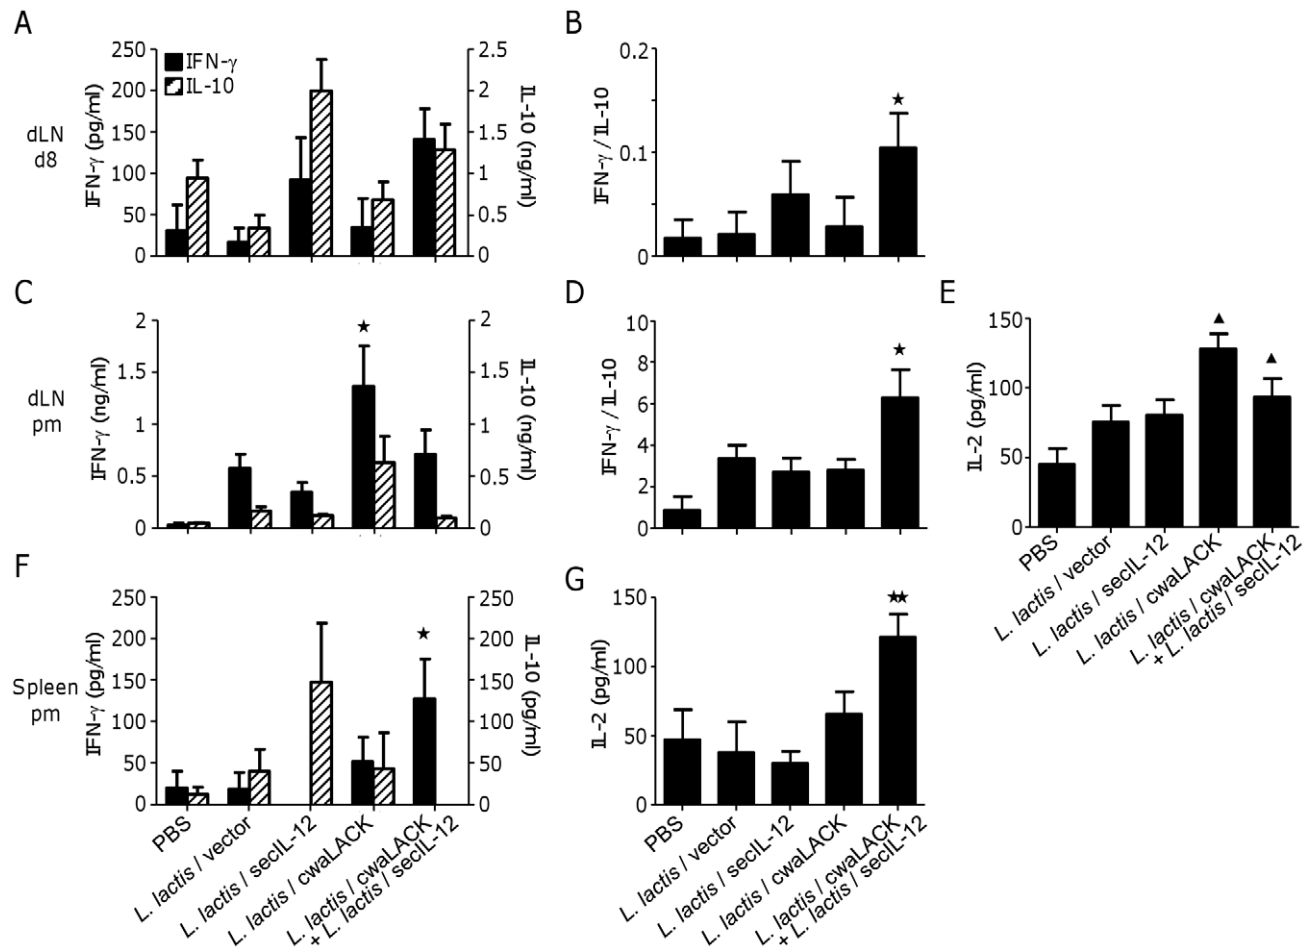 A
250
200
150
100
50
0
IFN-γ (pg/ml)
IFN-γ
IL-10
2.5
2
1.5
1
0.5
0
IL-10 (ng/ml)
dLN
d8
B
0.2
0.1
0
IFN-γ / IL-10
★
C
2
1.5
1
0.5
0
IFN-γ (ng/ml)
★
2
1.5
1
0.5
0
IL-10 (ng/ml)
dLN
pm
D
10
8
6
4
2
0
IFN-γ / IL-10
★
E
150
100
50
0
IL-2 (pg/ml)
▲
▲
PBS
L. lactis / vector
L. lactis / secIL-12
L. lactis / cwaLACK
L. lactis / cwaLACK
+ L. lactis / secIL-12
F
250
200
150
100
50
0
IFN-γ (pg/ml)
★
250
200
150
100
50
0
IL-10 (pg/ml)
Spleen
pm
PBS
L. lactis / vector
L. lactis / secIL-12
L. lactis / cwaLACK
L. lactis / cwaLACK
+ L. lactis / secIL-12
G
150
100
50
0
IL-2 (pg/ml)
★★
PBS
L. lactis / vector
L. lactis / secIL-12
L. lactis / cwaLACK
L. lactis / cwaLACK
+ L. lactis / secIL-12